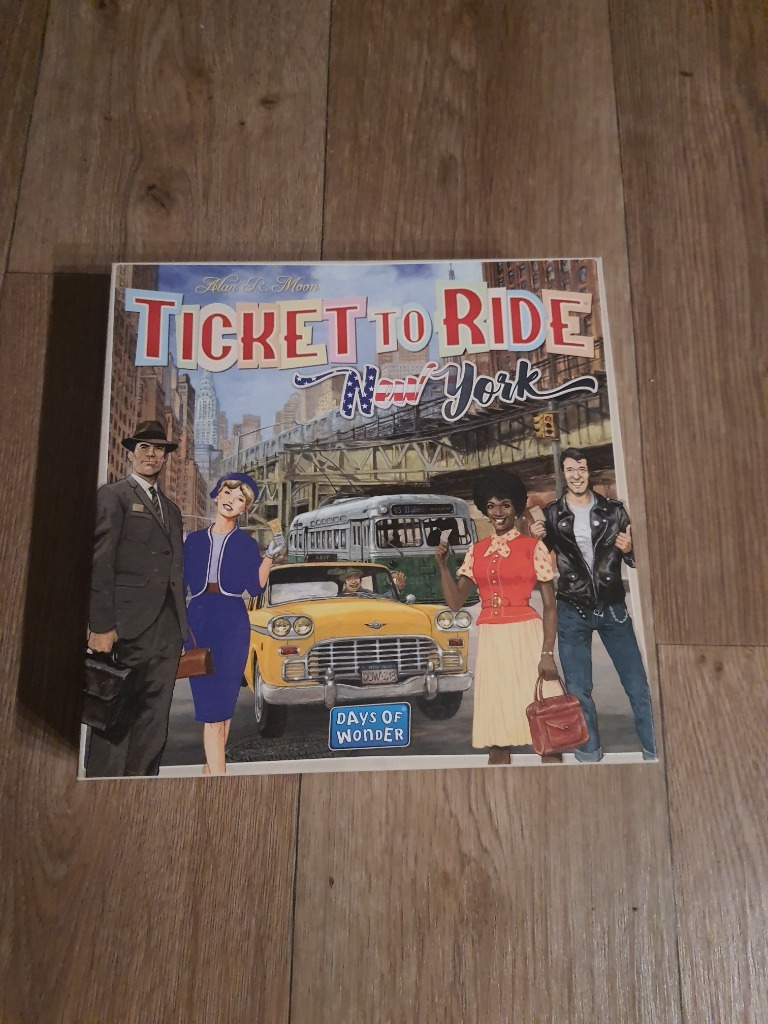 Alan R. Moon
TICKET TO RIDE
New York
DAYS OF
WONDER